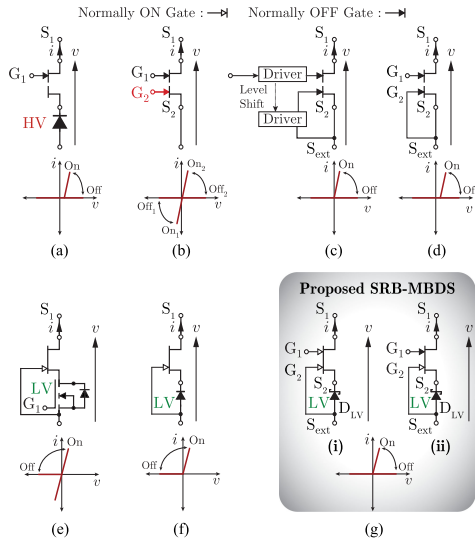 Normally ON Gate :
Normally OFF Gate :
S1 i v G1 HV
i On Off v
(a)
S1 i v G1 G2 S2
i On2 Off2 Off1 On1 v
(b)
S1 i v Driver Level Shift Driver S2 Sext
i On Off v
(c)
S1 i v G1 G2 S2 Sext
i On Off v
(d)
S1 i v LV G1
i On Off v
(e)
S1 i v LV
i On Off v
(f)
Proposed SRB-MBDS
S1 i v G1 G2 S2 LV DLV Sext
(i)
S1 i v G1 G2 S2 LV DLV Sext
(ii)
i On Off v
(g)